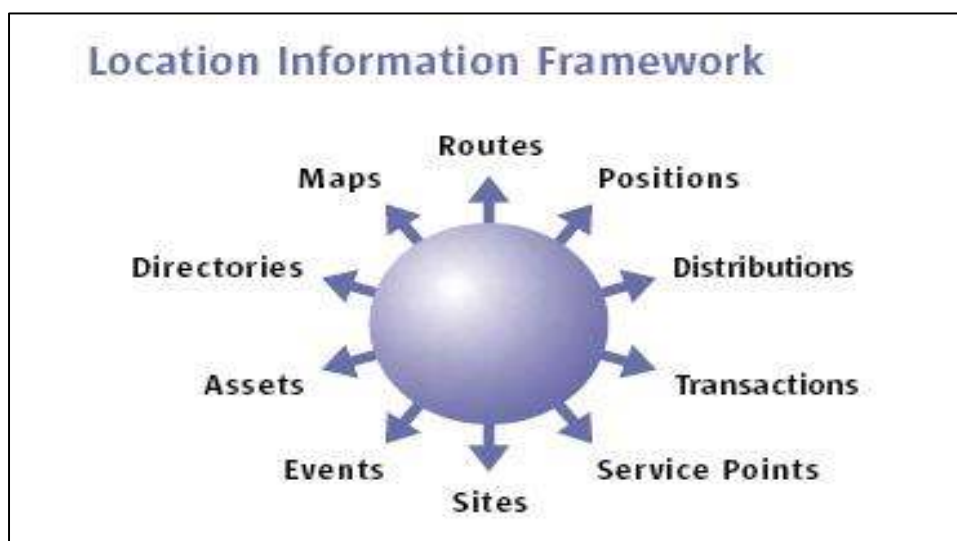 Location Information Framework
Routes
Maps
Positions
Directories
Distributions
Assets
Transactions
Events
Service Points
Sites